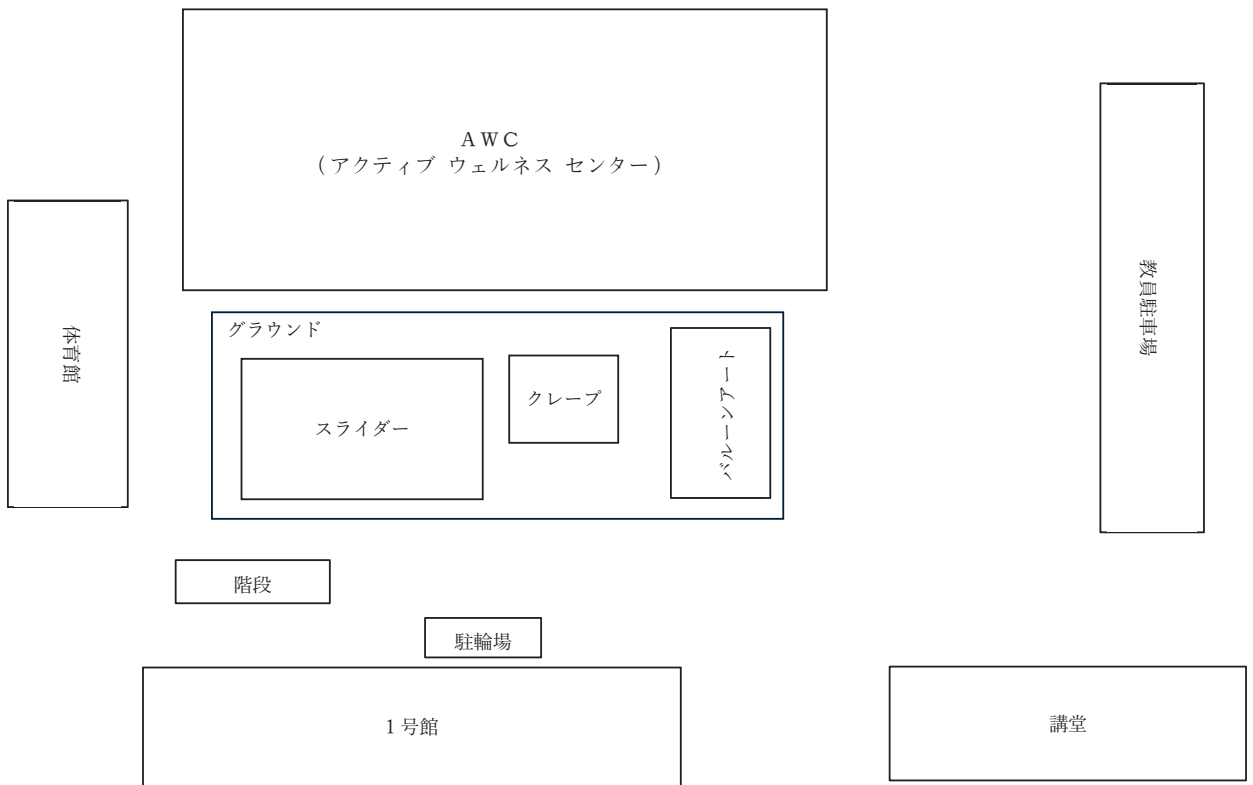 AWC
(アクティブ ウェルネス センター)
体育館
教員駐車場
グラウンド
スライダー
クレープ
バルーンアート
階段
駐輪場
1号館
講堂